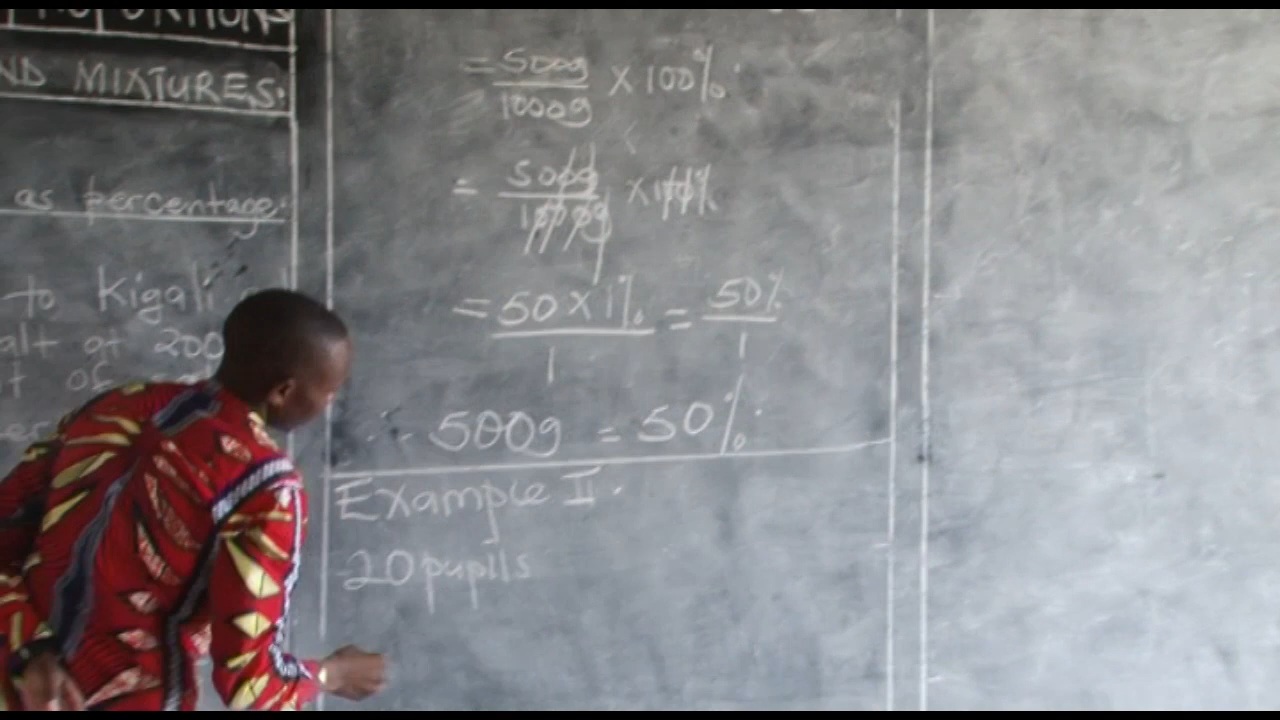 PROPORTIONS
ND MIXTURES.
as percentage.
to Kigali
alt at 200
t of
= 500g / 1000g × 100%.
= 500g / 1000g × 100%
= 50 × 1% / 1 = 50% / 1
∴ 500g = 50%.
Example II.
20 pupils